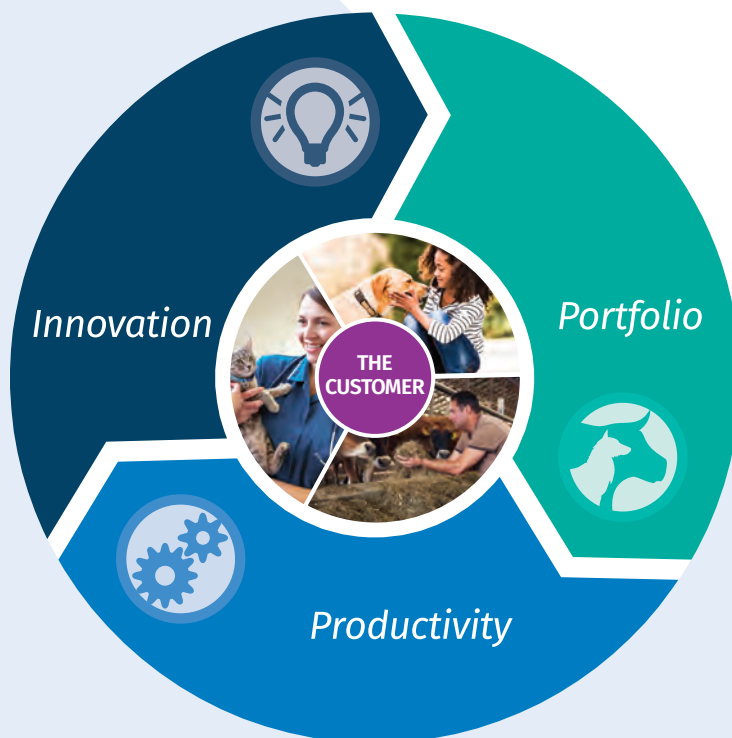 Innovation
Portfolio
THE
CUSTOMER
Productivity